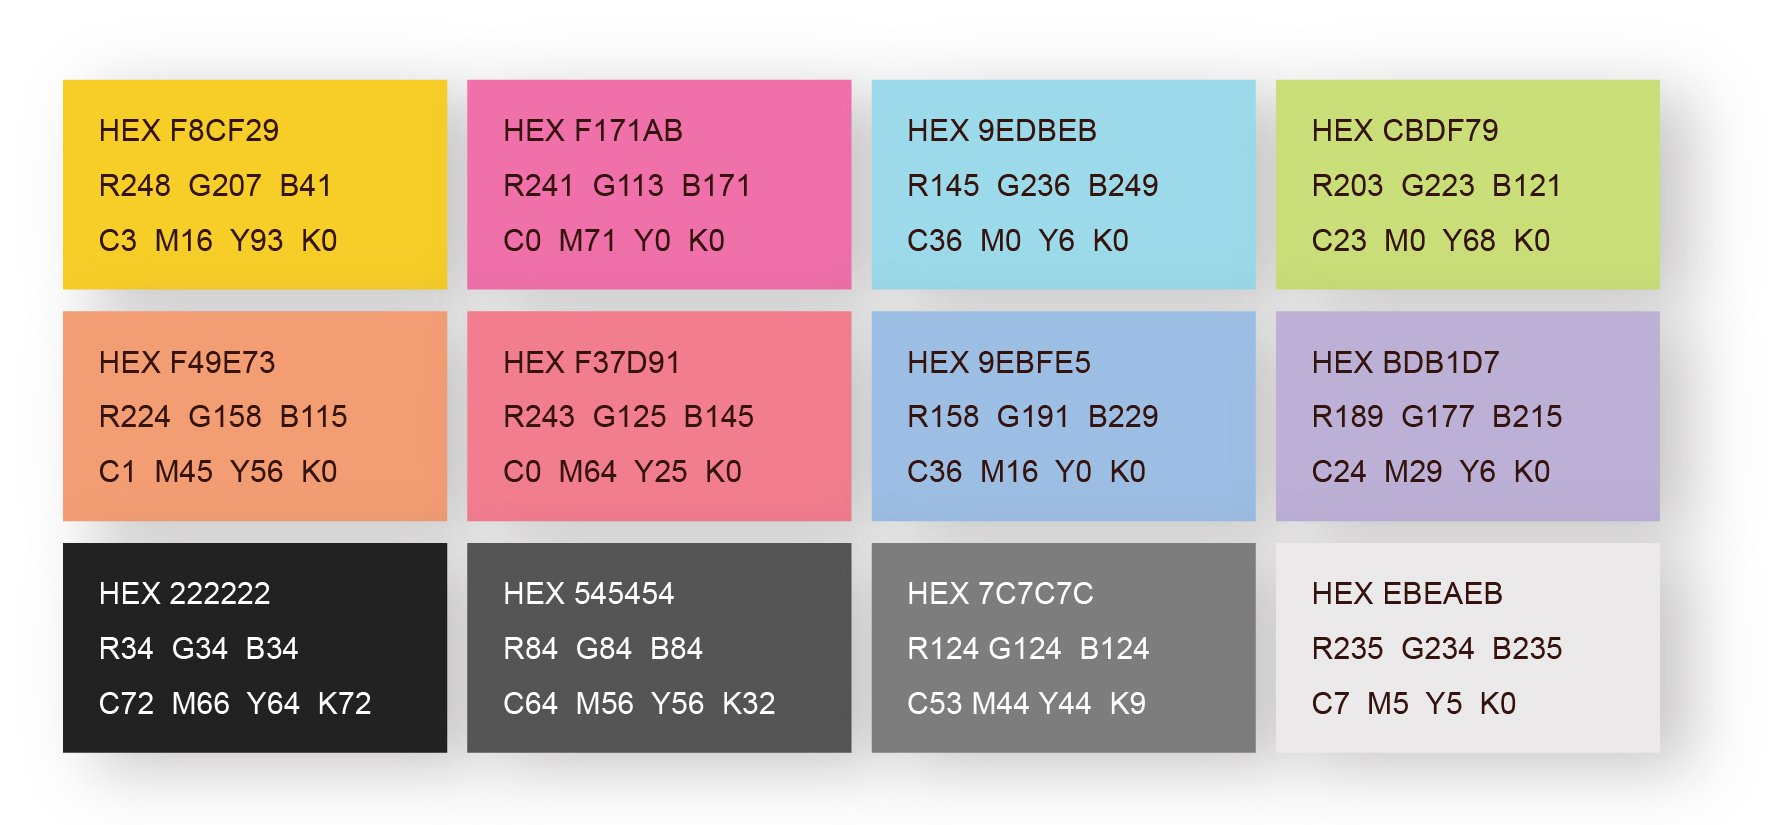 HEX F8CF29
R248 G207 B41
C3 M16 Y93 K0
HEX F171AB
R241 G113 B171
C0 M71 Y0 K0
HEX 9EDBEB
R145 G236 B249
C36 M0 Y6 K0
HEX CBDF79
R203 G223 B121
C23 M0 Y68 K0
HEX F49E73
R224 G158 B115
C1 M45 Y56 K0
HEX F37D91
R243 G125 B145
C0 M64 Y25 K0
HEX 9EBFE5
R158 G191 B229
C36 M16 Y0 K0
HEX BDB1D7
R189 G177 B215
C24 M29 Y6 K0
HEX 222222
R34 G34 B34
C72 M66 Y64 K72
HEX 545454
R84 G84 B84
C64 M56 Y56 K32
HEX 7C7C7C
R124 G124 B124
C53 M44 Y44 K9
HEX EBEAEB
R235 G234 B235
C7 M5 Y5 K0